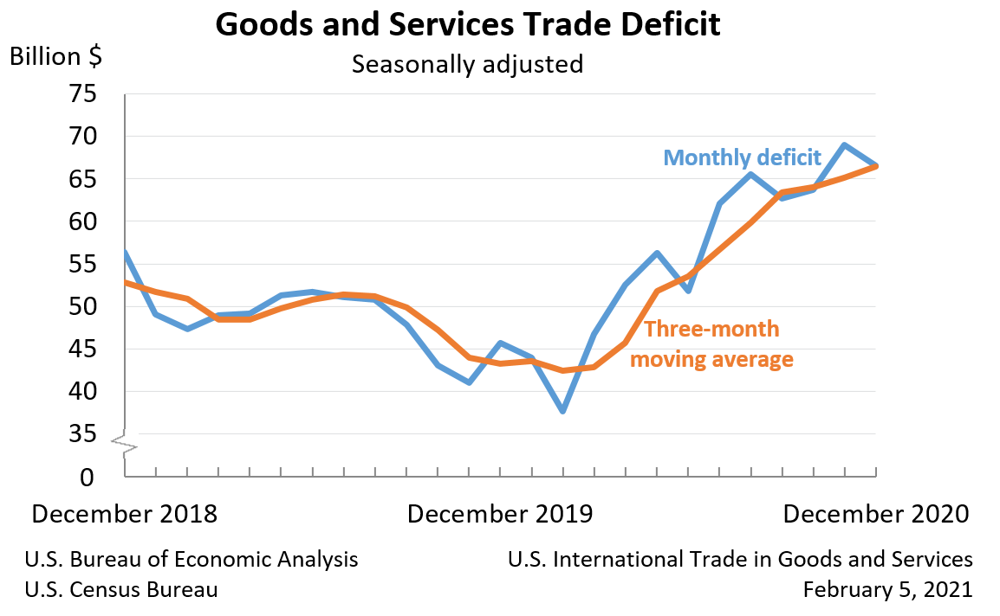 Goods and Services Trade Deficit
Billion $
Seasonally adjusted
75
70
65
60
55
50
45
40
35
0
Monthly deficit
Three-month
moving average
December 2018
December 2019
December 2020
U.S. Bureau of Economic Analysis
U.S. Census Bureau
U.S. International Trade in Goods and Services
February 5, 2021